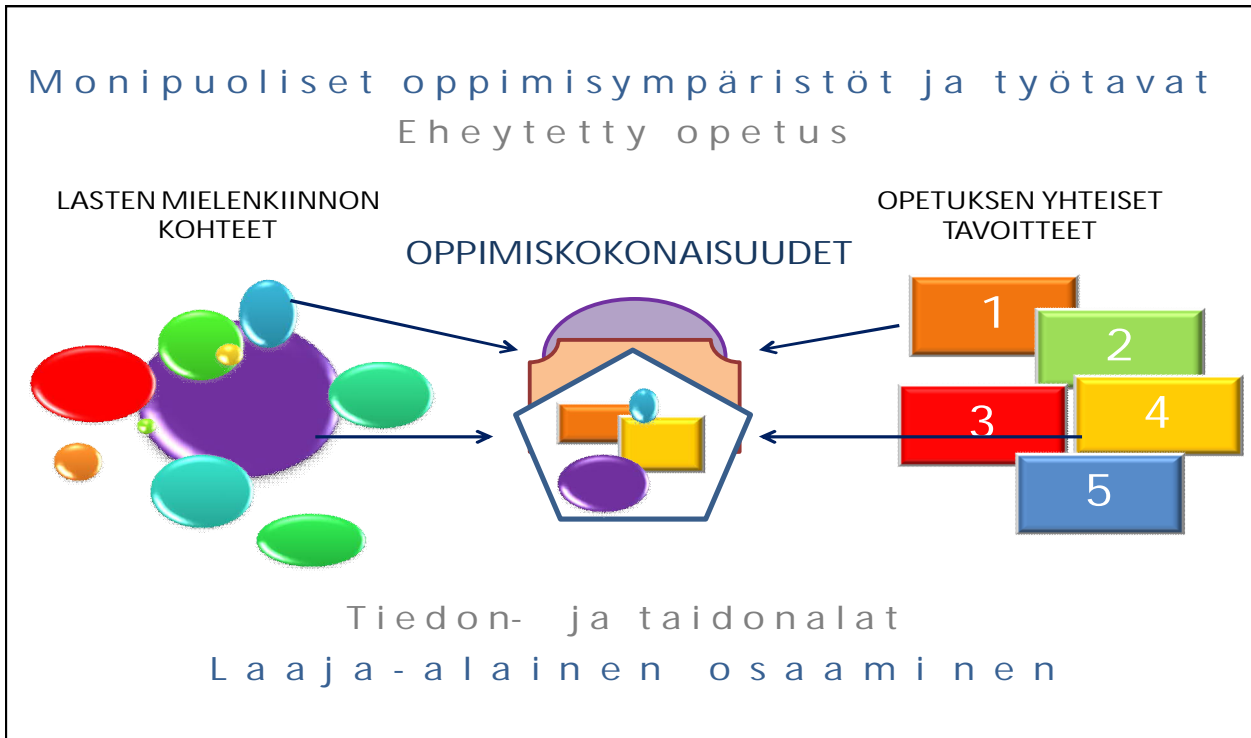 Monipuoliset oppimisympäristöt ja työtavat
Eheytetty opetus
LASTEN MIELENKIINNON
KOHTEET
OPPIMISKOKONAISUUDET
OPETUKSEN YHTEISET
TAVOITTEET
1
2
3
4
5
Tiedon- ja taidonalat
Laaja-alainen osaaminen